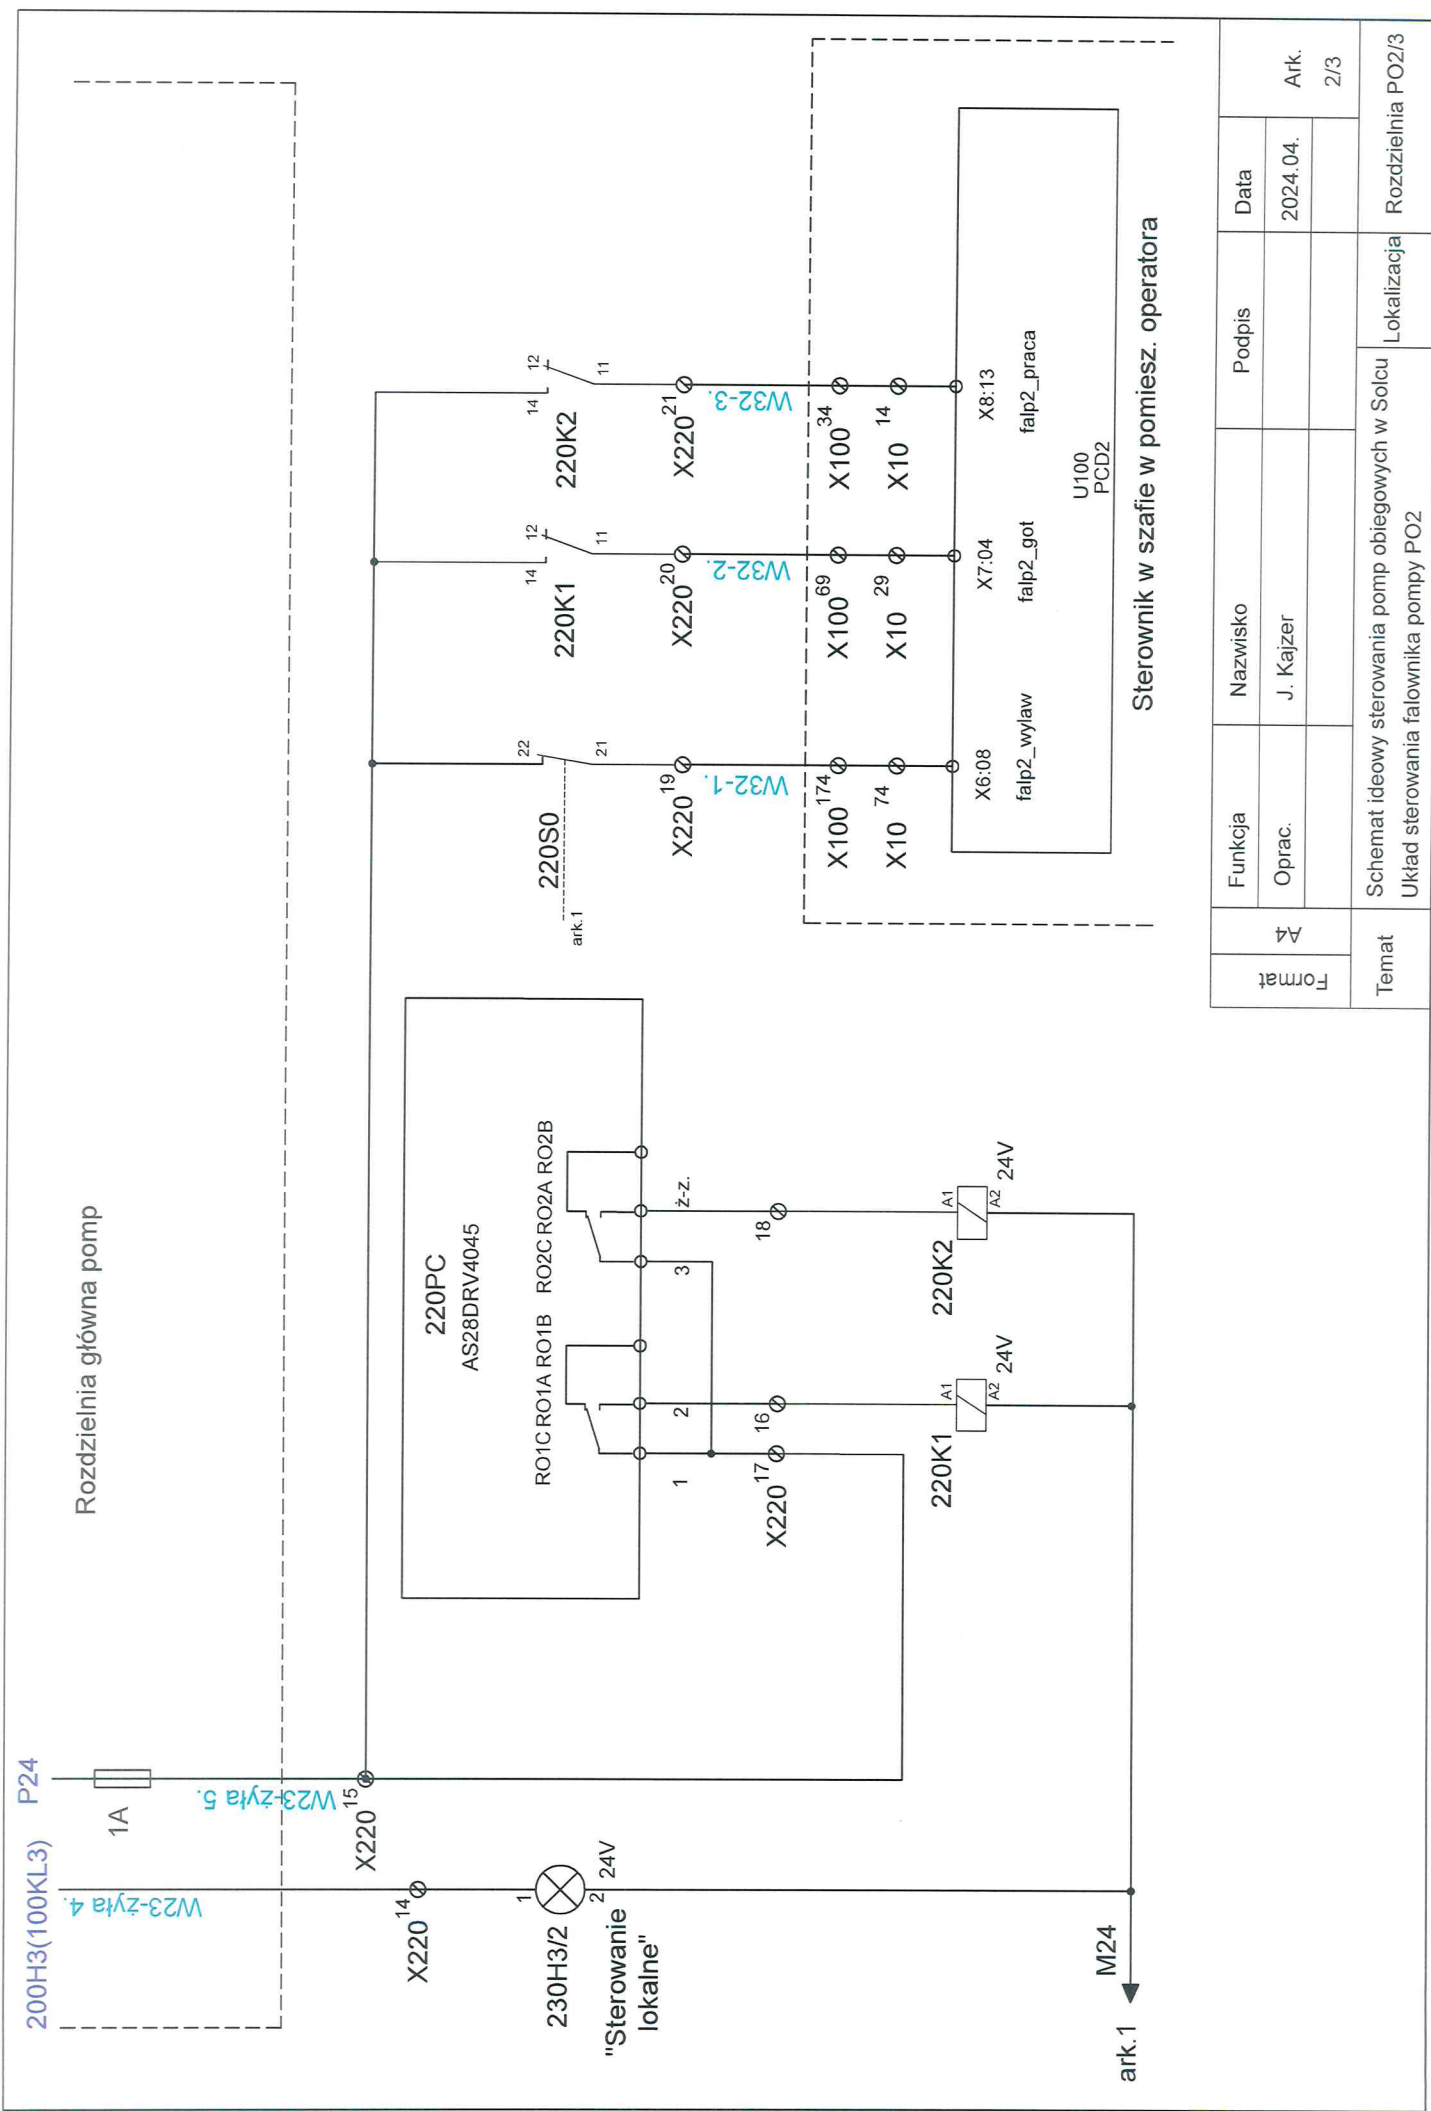 200H3(100KL3)
P24
Rozdzielnia główna pomp
1A
W23-żyła 4.
W23-żyła 5.
X220
14
X220
15
220PC
AS28DRV4045
RO1C RO1A RO1B
RO2C RO2A RO2B
1
2
3
ż-z.
X220
17
16
18
230H3/2
1
2
24V
"Sterowanie
lokalne"
220K1
A1
A2
24V
220K2
A1
A2
24V
M24
ark.1
220S0
22
21
ark.1
220K1
14
12
11
220K2
14
12
11
X220
19
X220
20
X220
21
W32-1.
W32-2.
W32-3.
X100
174
X100
69
X100
34
X10
74
X10
29
X10
14
X6:08
X7:04
X8:13
falp2_wylaw
falp2_got
falp2_praca
U100
PCD2
Sterownik w szafie w pomiesz. operatora
Format
A4
Funkcja
Nazwisko
Podpis
Data
Ark.
Oprac.
J. Kajzer
2024.04.
2/3
Temat
Schemat ideowy sterowania pomp obiegowych w Solcu
Układ sterowania falownika pompy PO2
Lokalizacja
Rozdzielnia PO2/3